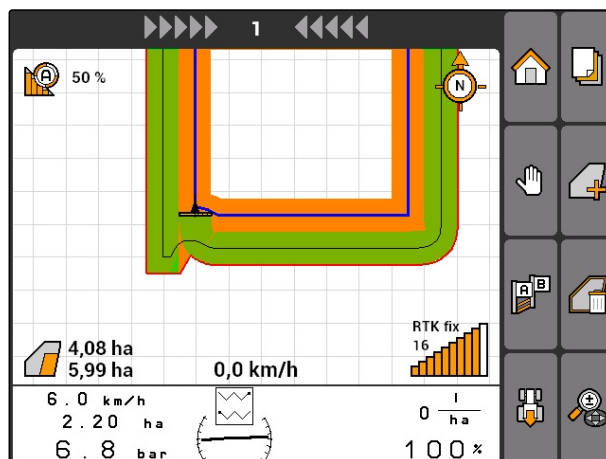 1
A
50 %
N
4,08 ha
5,99 ha
0,0 km/h
RTK fix
16
A B
6.0 km/h
2.20 ha
6.8 bar
0 l/ha
100%